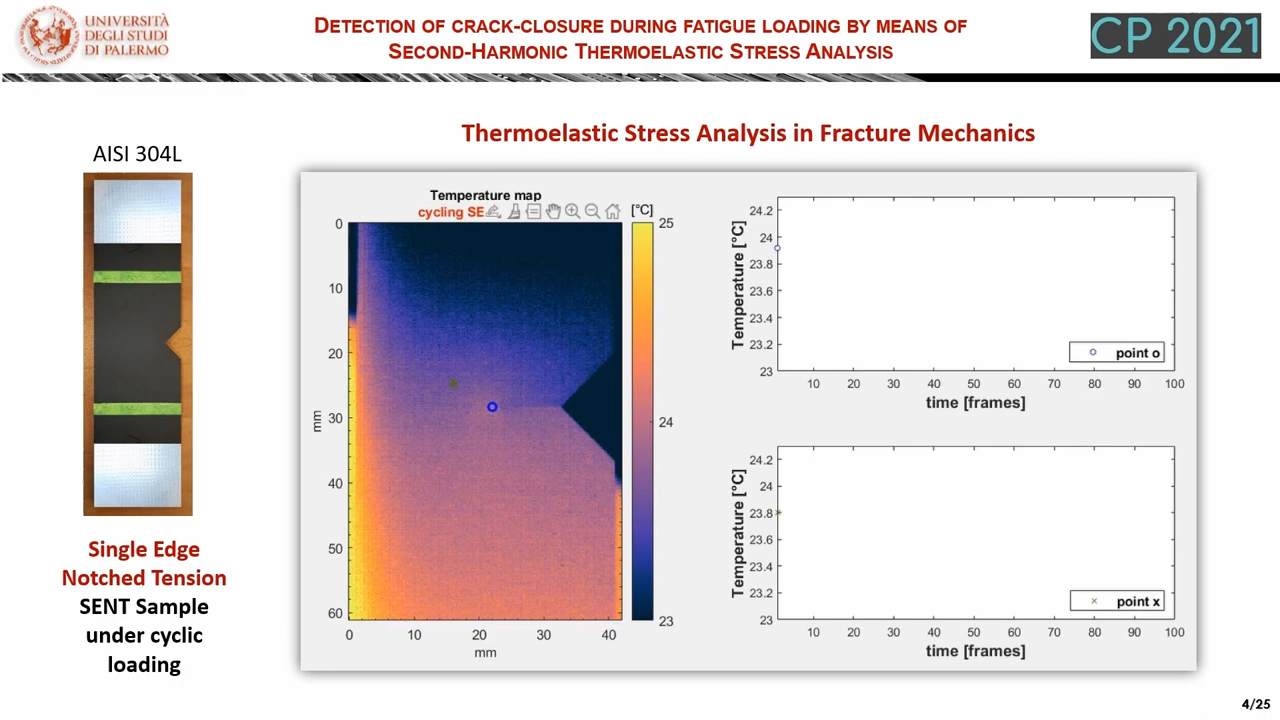 UNIVERSITÀ
DEGLI STUDI
DI PALERMO
DETECTION OF CRACK-CLOSURE DURING FATIGUE LOADING BY MEANS OF
SECOND-HARMONIC THERMOELASTIC STRESS ANALYSIS
CP 2021
Thermoelastic Stress Analysis in Fracture Mechanics
AISI 304L
Single Edge
Notched Tension
SENT Sample
under cyclic
loading
Temperature map
cycling SE
[°C]
25
24
23
0
10
20
30
40
50
60
mm
0
10
20
30
40
mm
Temperature [°C]
24.2
24
23.8
23.6
23.4
23.2
23
point o
10 20 30 40 50 60 70 80 90 100
time [frames]
Temperature [°C]
24.2
24
23.8
23.6
23.4
23.2
23
point x
10 20 30 40 50 60 70 80 90 100
time [frames]
4/25